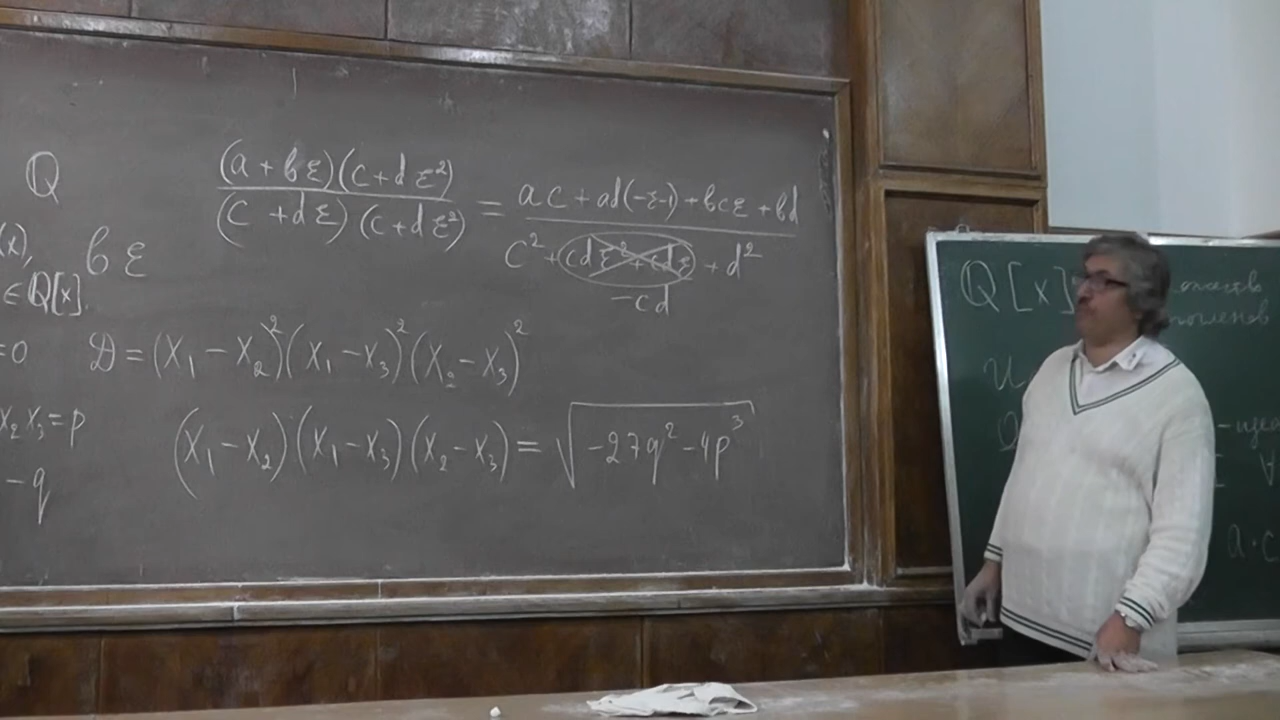 Q
(a + bε)(c + dε²)
(c + dε)(c + dε²)
=
ac + ad(-ε-1) + bcε + bd
c² + cdε² + cdε + d²
-cd
(x),
bε
∈ Q[x].
=0
D = (x₁ - x₂)²(x₁ - x₃)²(x₂ - x₃)²
x₂x₃ = p
(x₁ - x₂)(x₁ - x₃)(x₂ - x₃) = √-27q² - 4p³
-q
Q[x]
И
∀
a·c